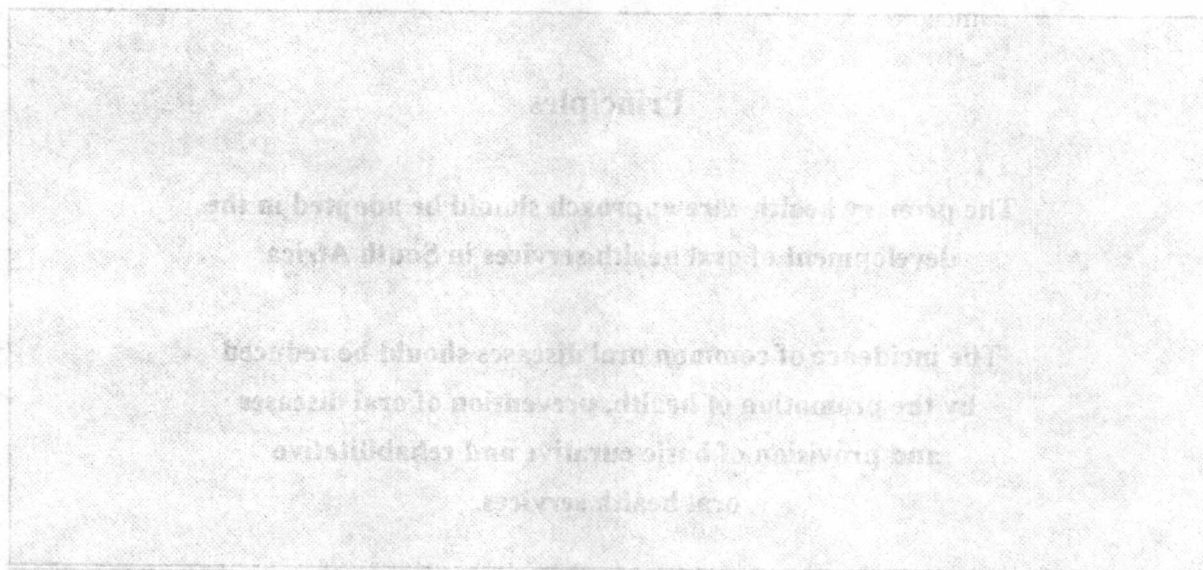 Principles
The primary health care approach should be adopted in the
development of oral health services in South Africa
The incidence of common oral diseases should be reduced
by the promotion of health, prevention of oral diseases
and provision of basic curative and rehabilitative
oral health services.